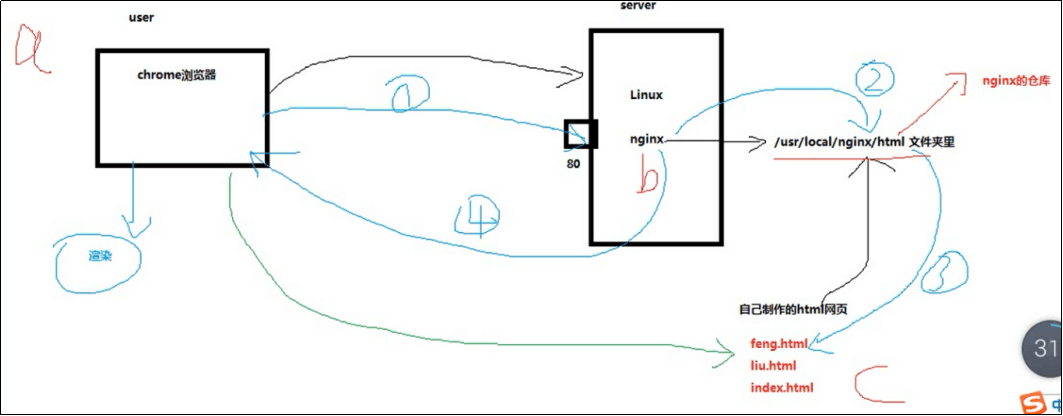 user
server
a
chrome浏览器
①
②
nginx的仓库
Linux
nginx
/usr/local/nginx/html 文件夹里
80
b
④
渲染
③
自己制作的html网页
feng.html
liu.html
index.html
C
31
S